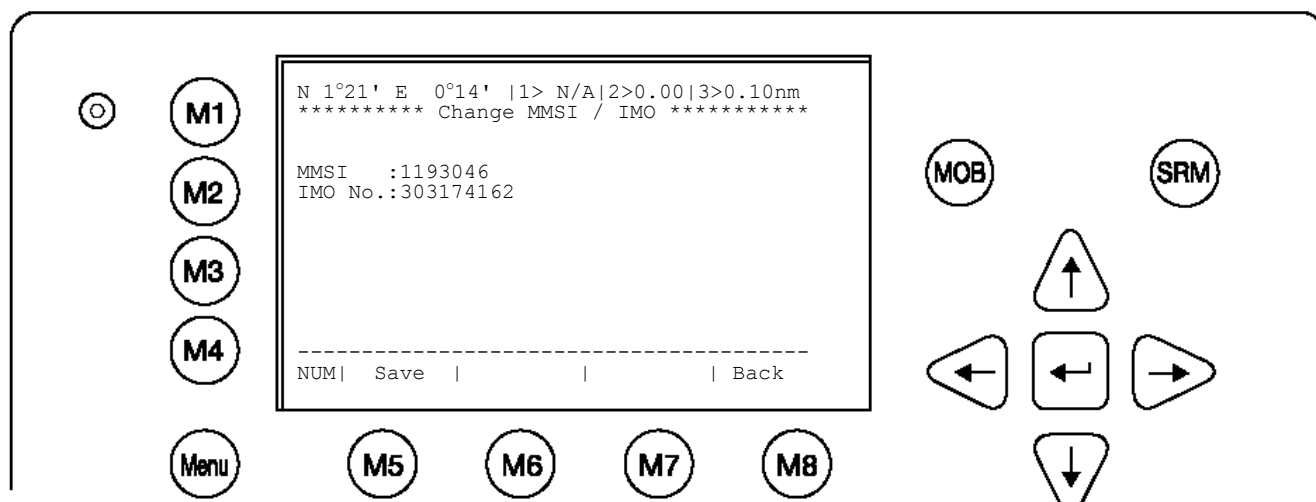 N 1°21' E  0°14' |1> N/A|2>0.00|3>0.10nm
********** Change MMSI / IMO ***********
MMSI   :1193046
IMO No.:303174162
----------------------------------------
NUM|  Save  |         |         | Back
M1
M2
M3
M4
Menu
M5
M6
M7
M8
MOB
SRM